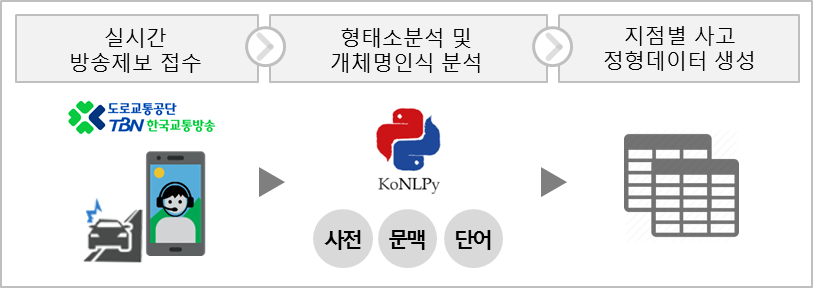 실시간
방송제보 접수
형태소분석 및
개체명인식 분석
지점별 사고
정형데이터 생성
도로교통공단
TBN 한국교통방송
KoNLPy
사전
문맥
단어